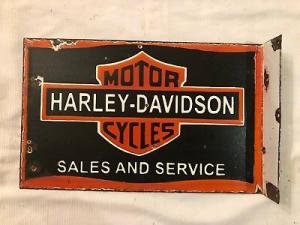 MOTOR
HARLEY-DAVIDSON
CYCLES
SALES AND SERVICE